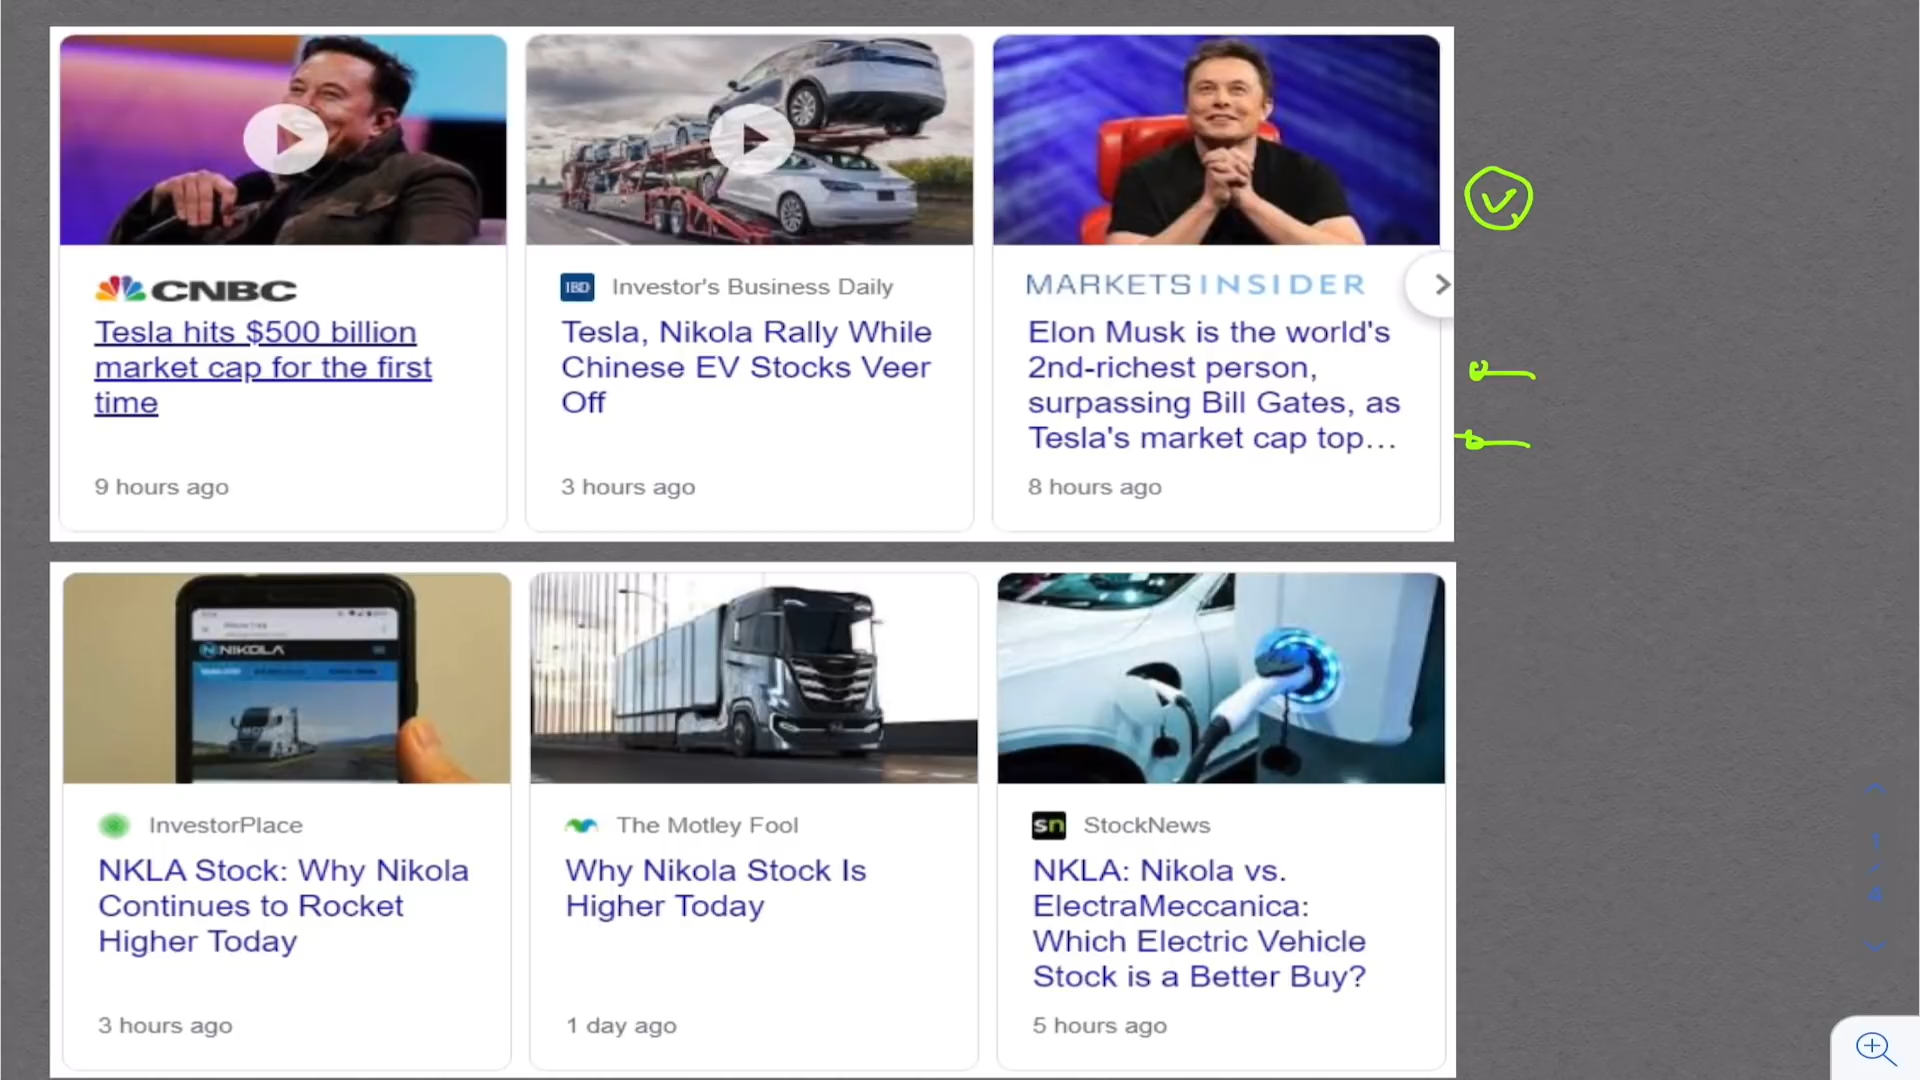 CNBC
Tesla hits $500 billion
market cap for the first
time
9 hours ago
IBD Investor's Business Daily
Tesla, Nikola Rally While
Chinese EV Stocks Veer
Off
3 hours ago
MARKETS INSIDER
Elon Musk is the world's
2nd-richest person,
surpassing Bill Gates, as
Tesla's market cap top...
8 hours ago
NIKOLA
InvestorPlace
NKLA Stock: Why Nikola
Continues to Rocket
Higher Today
3 hours ago
The Motley Fool
Why Nikola Stock Is
Higher Today
1 day ago
sn StockNews
NKLA: Nikola vs.
ElectraMeccanica:
Which Electric Vehicle
Stock is a Better Buy?
5 hours ago